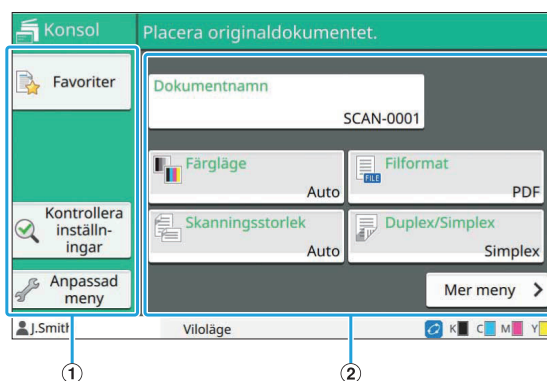 Konsol
Placera originaldokumentet.
Favoriter
Kontrollera
inställn-
ingar
Anpassad
meny
Dokumentnamn
SCAN-0001
Färgläge
Auto
Filformat
FILE
PDF
Skanningsstorlek
Auto
Duplex/Simplex
Simplex
Mer meny
J.Smith
Viloläge
K C M Y
1
2